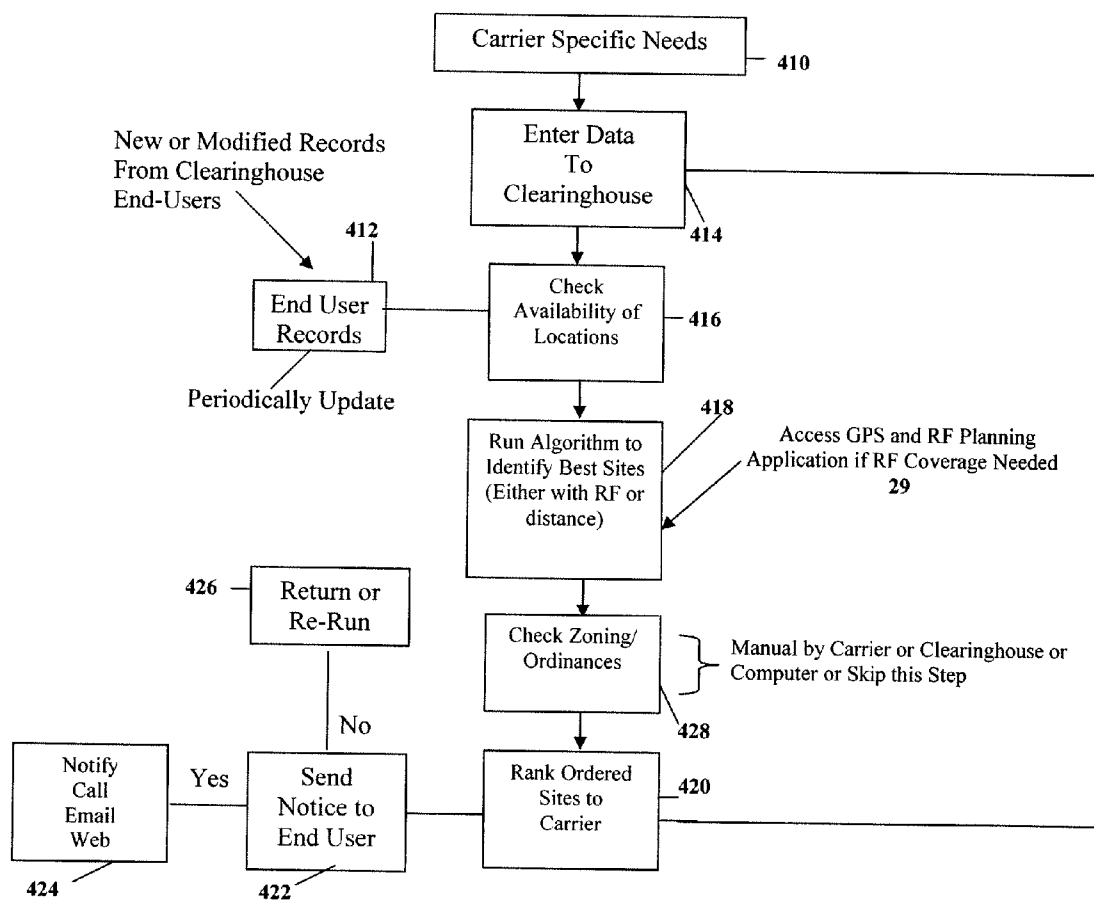 Carrier Specific Needs
410
Enter Data
To
Clearinghouse
414
New or Modified Records
From Clearinghouse
End-Users
412
End User
Records
Periodically Update
Check
Availability of
Locations
416
418
Run Algorithm to
Identify Best Sites
(Either with RF or
distance)
Access GPS and RF Planning
Application if RF Coverage Needed
29
426
Return or
Re-Run
Check Zoning/
Ordinances
Manual by Carrier or Clearinghouse or
Computer or Skip this Step
428
No
Notify
Call
Email
Web
424
Yes
Send
Notice to
End User
422
Rank Ordered
Sites to
Carrier
420